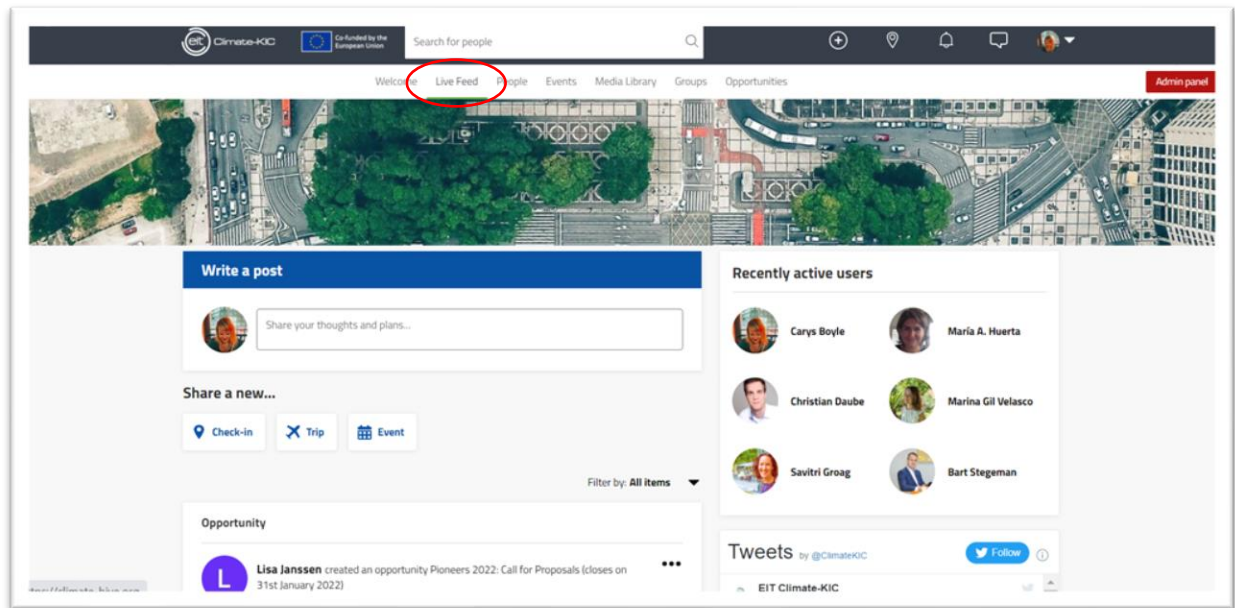 eit Climate-KIC
Co-funded by the
European Union
Search for people
Welcome Live Feed People Events Media Library Groups Opportunities
Admin panel
Write a post
Share your thoughts and plans...
Share a new...
Check-in Trip Event
Filter by: All items
Opportunity
L
Lisa Janssen created an opportunity Pioneers 2022: Call for Proposals (closes on
31st January 2022)
Recently active users
Carys Boyle María A. Huerta
Christian Daube Marina Gil Velasco
Savitri Groag Bart Stegeman
Tweets by @ClimateKIC
Follow
EIT Climate-KIC